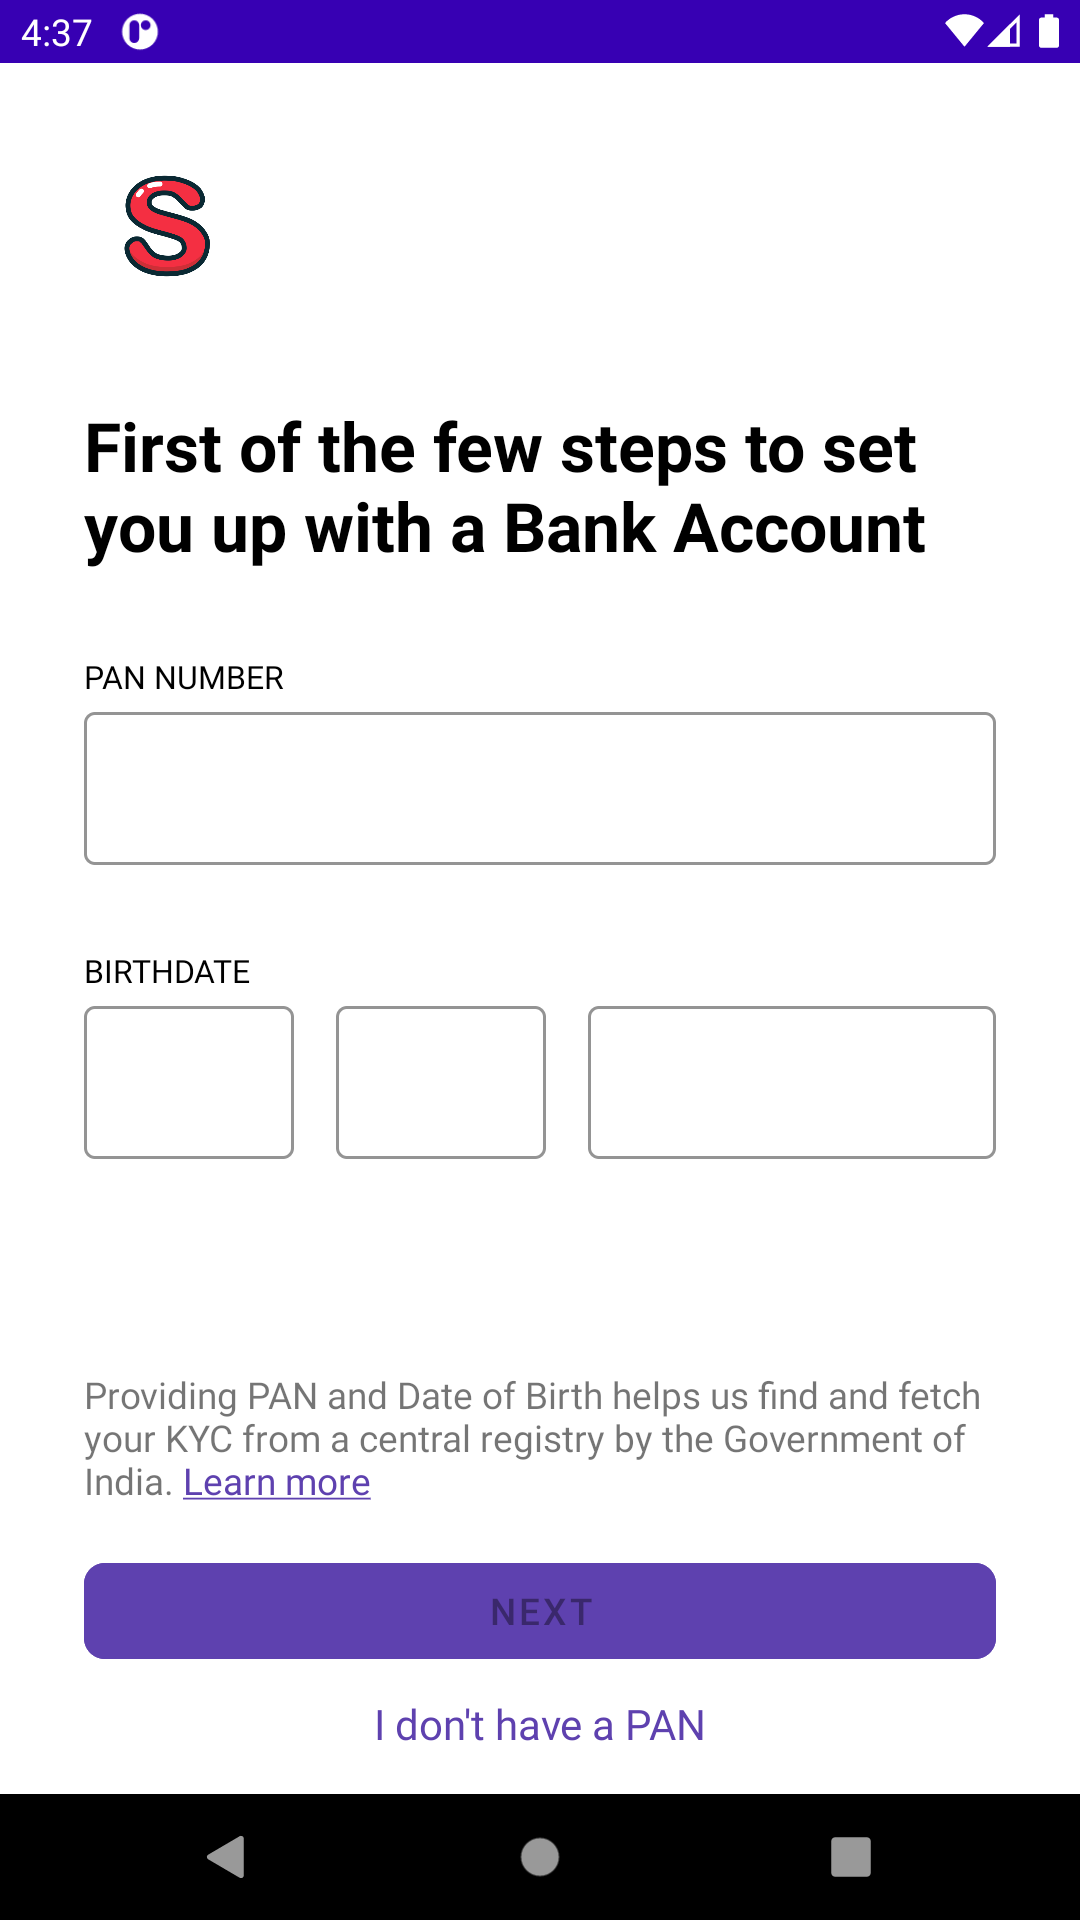 4:37
S
First of the few steps to set
you up with a Bank Account
PAN NUMBER
BIRTHDATE
Providing PAN and Date of Birth helps us find and fetch
your KYC from a central registry by the Government of
India. Learn more
NEXT
I don't have a PAN